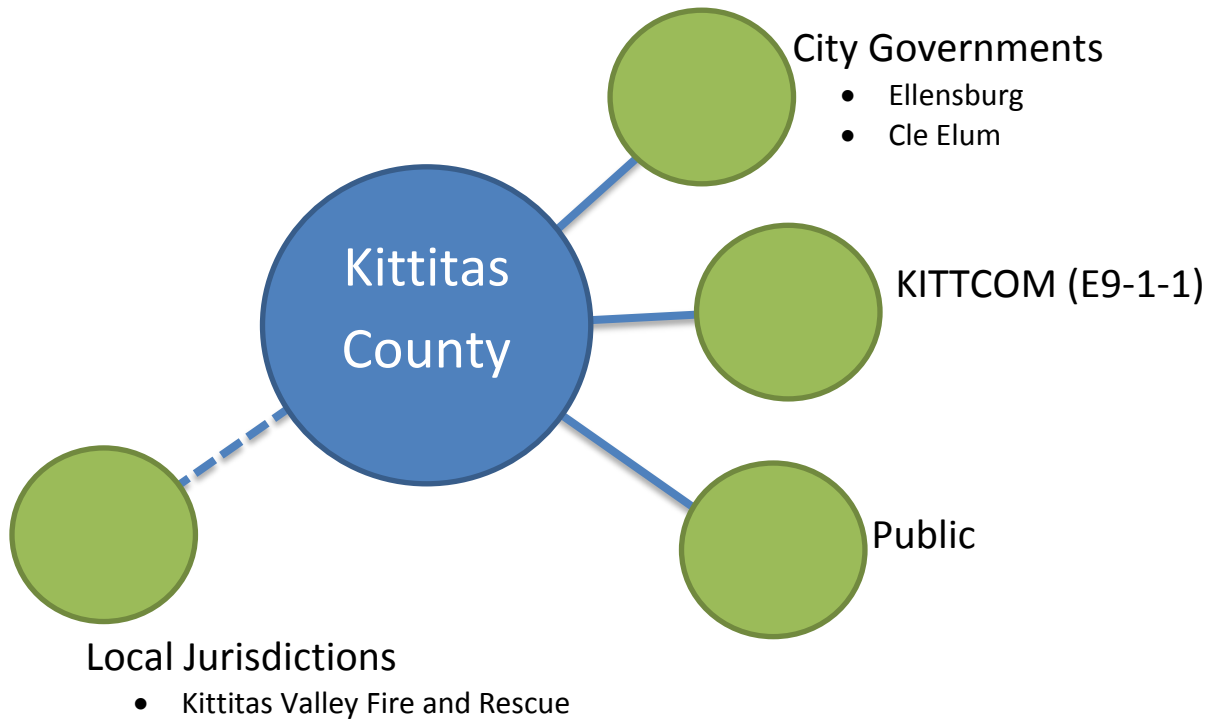 City Governments
• Ellensburg
• Cle Elum
Kittitas
County
KITTCOM (E9-1-1)
Public
Local Jurisdictions
• Kittitas Valley Fire and Rescue